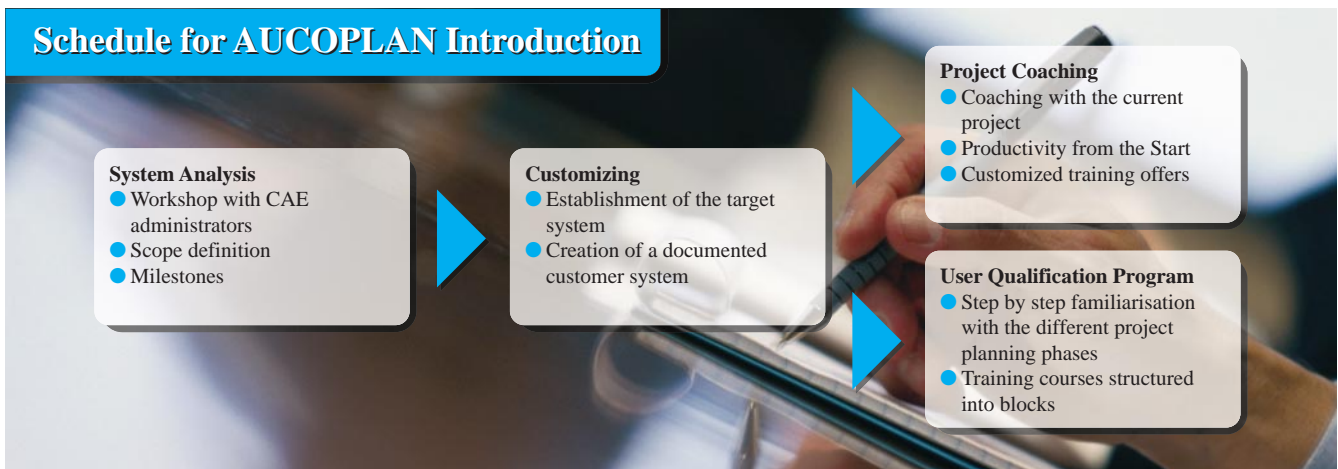 Schedule for AUCOPLAN Introduction
System Analysis
● Workshop with CAE
administrators
● Scope definition
● Milestones
Customizing
● Establishment of the target
system
● Creation of a documented
customer system
Project Coaching
● Coaching with the current
project
● Productivity from the Start
● Customized training offers
User Qualification Program
● Step by step familiarisation
with the different project
planning phases
● Training courses structured
into blocks